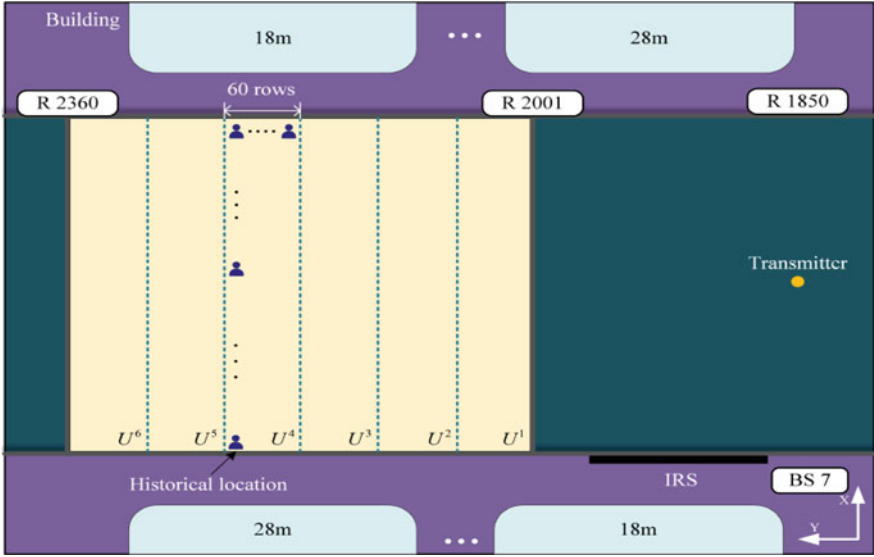 Building
18m
28m
60 rows
R 2360
R 2001
R 1850
Transmitter
U⁶
U⁵
U⁴
U³
U²
U¹
Historical location
IRS
BS 7
X
Y
28m
18m